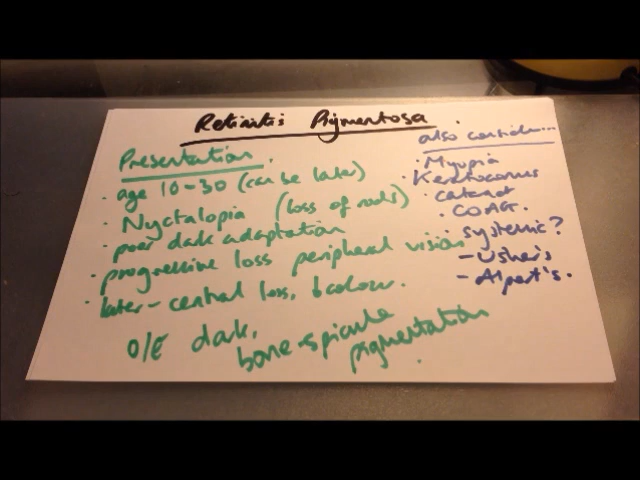 Retinitis Pigmentosa
Presentation.
· age 10-30 (can be later)
· Nyctalopia (loss of rods)
· poor dark adaptation
· progressive loss peripheral vision
· later - central loss, & colour.
O/E dark,
bone-spicule
pigmentation.
also consider...
· Myopia
· Keratoconus
· cataract
· COAG.
· systemic?
- Usher's
- Alport's.